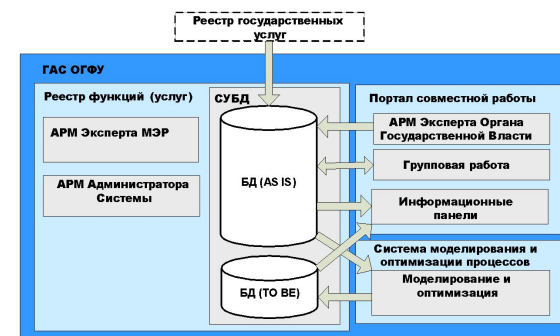 Реестр государственных
услуг
ГАС ОГФУ
Реестр функций (услуг)
АРМ Эксперта МЭР
АРМ Администратора
Системы
СУБД
БД (AS IS)
БД (TO BE)
Портал совместной работы
АРМ Эксперта Органа
Государственной Власти
Групповая работа
Информационные
панели
Система моделирования и
оптимизации процессов
Моделирование и
оптимизация